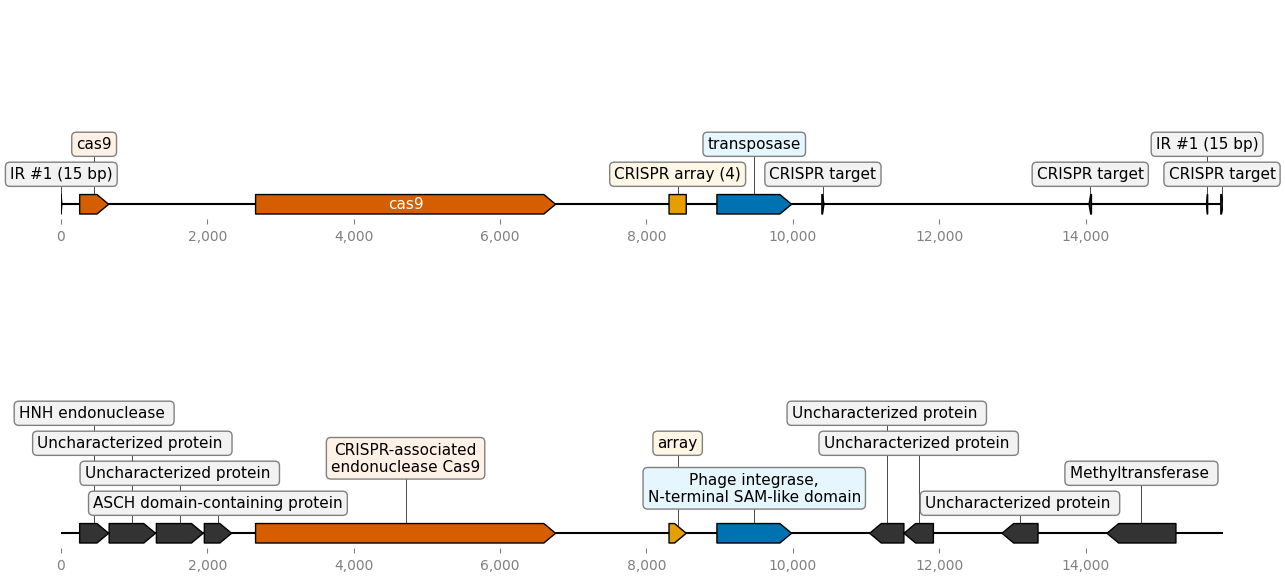 cas9
IR #1 (15 bp)
transposase
IR #1 (15 bp)
CRISPR array (4)
CRISPR target
CRISPR target
CRISPR target
cas9
0
2,000
4,000
6,000
8,000
10,000
12,000
14,000
HNH endonuclease
Uncharacterized protein
Uncharacterized protein
Uncharacterized protein
CRISPR-associated
endonuclease Cas9
array
Uncharacterized protein
Methyltransferase
Phage integrase,
N-terminal SAM-like domain
ASCH domain-containing protein
Uncharacterized protein
0
2,000
4,000
6,000
8,000
10,000
12,000
14,000